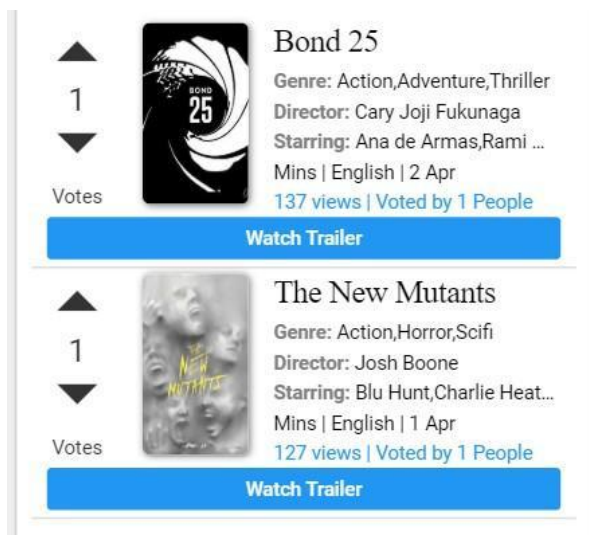 Bond 25
Genre: Action,Adventure,Thriller
1
BOND
25
Director: Cary Joji Fukunaga
Starring: Ana de Armas,Rami ...
Mins | English | 2 Apr
Votes
137 views | Voted by 1 People
Watch Trailer
The New Mutants
Genre: Action,Horror,Scifi
1
THE
NEW
MUTANTS
Director: Josh Boone
Starring: Blu Hunt,Charlie Heat...
Mins | English | 1 Apr
Votes
127 views | Voted by 1 People
Watch Trailer